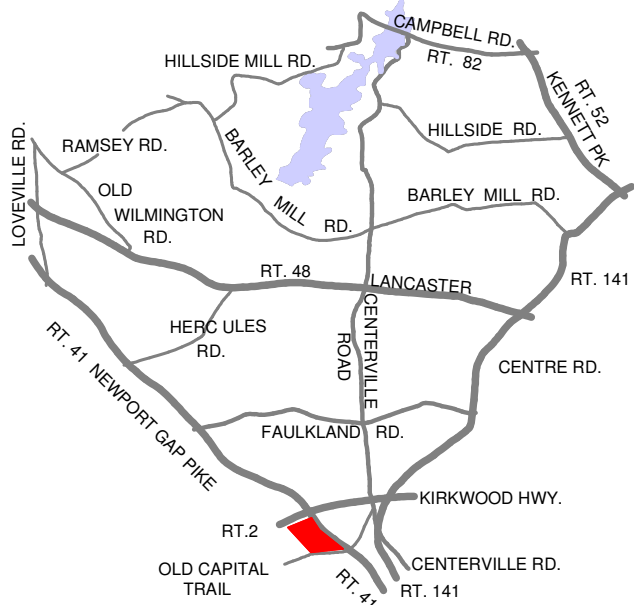 CAMPBELL RD.
RT. 82
HILLSIDE MILL RD.
RT. 52
KENNETT PK
HILLSIDE RD.
RAMSEY RD.
LOVEVILLE RD.
OLD
WILMINGTON
RD.
BARLEY
MILL
RD.
BARLEY MILL RD.
RT. 141
RT. 48
LANCASTER
CENTERVILLE
ROAD
HERC ULES
RD.
CENTRE RD.
RT. 41 NEWPORT GAP PIKE
FAULKLAND RD.
KIRKWOOD HWY.
RT.2
OLD CAPITAL
TRAIL
CENTERVILLE RD.
RT. 41
RT. 141